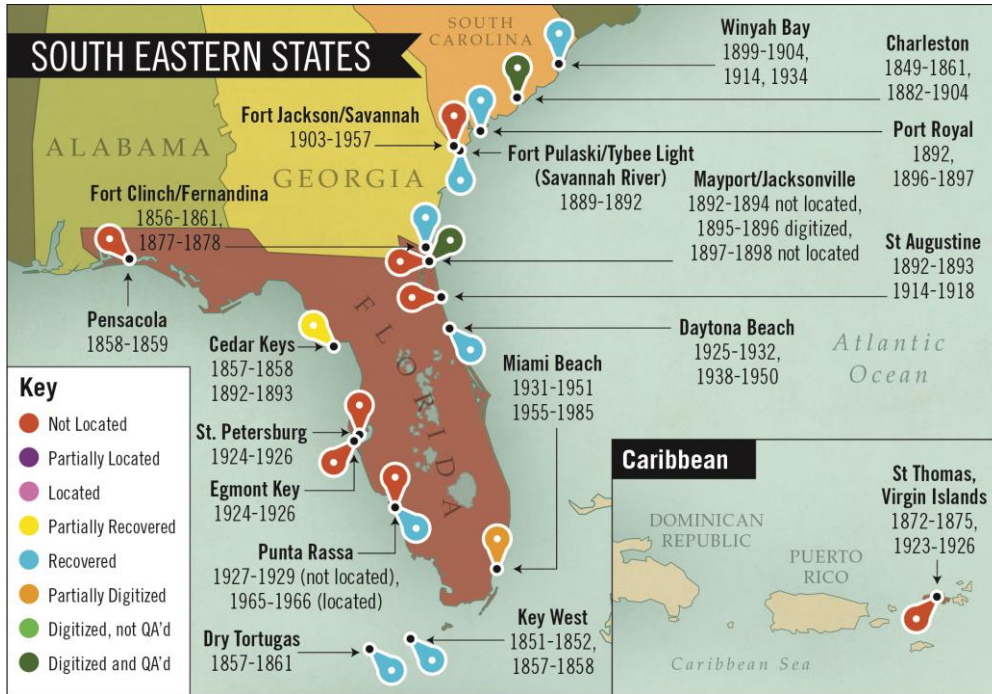 SOUTH EASTERN STATES
SOUTH
CAROLINA
ALABAMA
GEORGIA
FLORIDA
Atlantic
Ocean
Winyah Bay
1899-1904,
1914, 1934
Charleston
1849-1861,
1882-1904
Fort Jackson/Savannah
1903-1957
Port Royal
1892,
1896-1897
Fort Pulaski/Tybee Light
(Savannah River)
1889-1892
Fort Clinch/Fernandina
1856-1861,
1877-1878
Mayport/Jacksonville
1892-1894 not located,
1895-1896 digitized,
1897-1898 not located
St Augustine
1892-1893
1914-1918
Pensacola
1858-1859
Cedar Keys
1857-1858
1892-1893
Daytona Beach
1925-1932,
1938-1950
Miami Beach
1931-1951
1955-1985
St. Petersburg
1924-1926
Egmont Key
1924-1926
Punta Rassa
1927-1929 (not located),
1965-1966 (located)
Dry Tortugas
1857-1861
Key West
1851-1852,
1857-1858
Key
Not Located
Partially Located
Located
Partially Recovered
Recovered
Partially Digitized
Digitized, not QA'd
Digitized and QA'd
Caribbean
St Thomas,
Virgin Islands
1872-1875,
1923-1926
DOMINICAN
REPUBLIC
PUERTO
RICO
Caribbean Sea